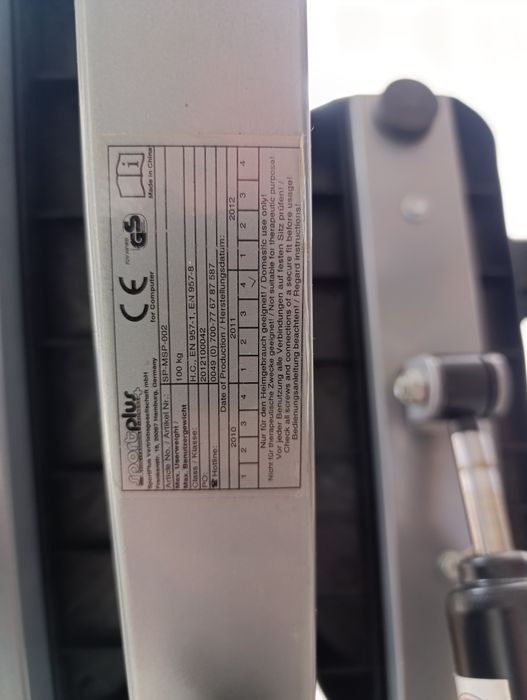 sportplus
SportPlus Vertriebsgesellschaft mbH
18, 20097 Hamburg, Germany
CE
for Computer
GS
i
Made in China
Article No. / Artikel Nr.: SP-MSP-002
Max. Userweight /
Max. Benutzergewicht 100 kg
Class / Klasse: H.C., EN 957-1, EN 957-8
PO: 2012100042
Hotline: 0049 (0) 700-77 67 87 587
Date of Production / Herstellungsdatum:
2010 2011 2012
1 2 3 4 1 2 3 4 1 2 3 4
Nur für den Heimgebrauch geeignet! / Domestic use only!
Nicht für therapeutische Zwecke geeignet! / Not suitable for therapeutic purpose!
Vor jeder Benutzung alle Verbindungen auf festen Sitz prüfen! /
Check all screws and connections of a secure fit before usage!
Bedienungsanleitung beachten! / Regard instructions!